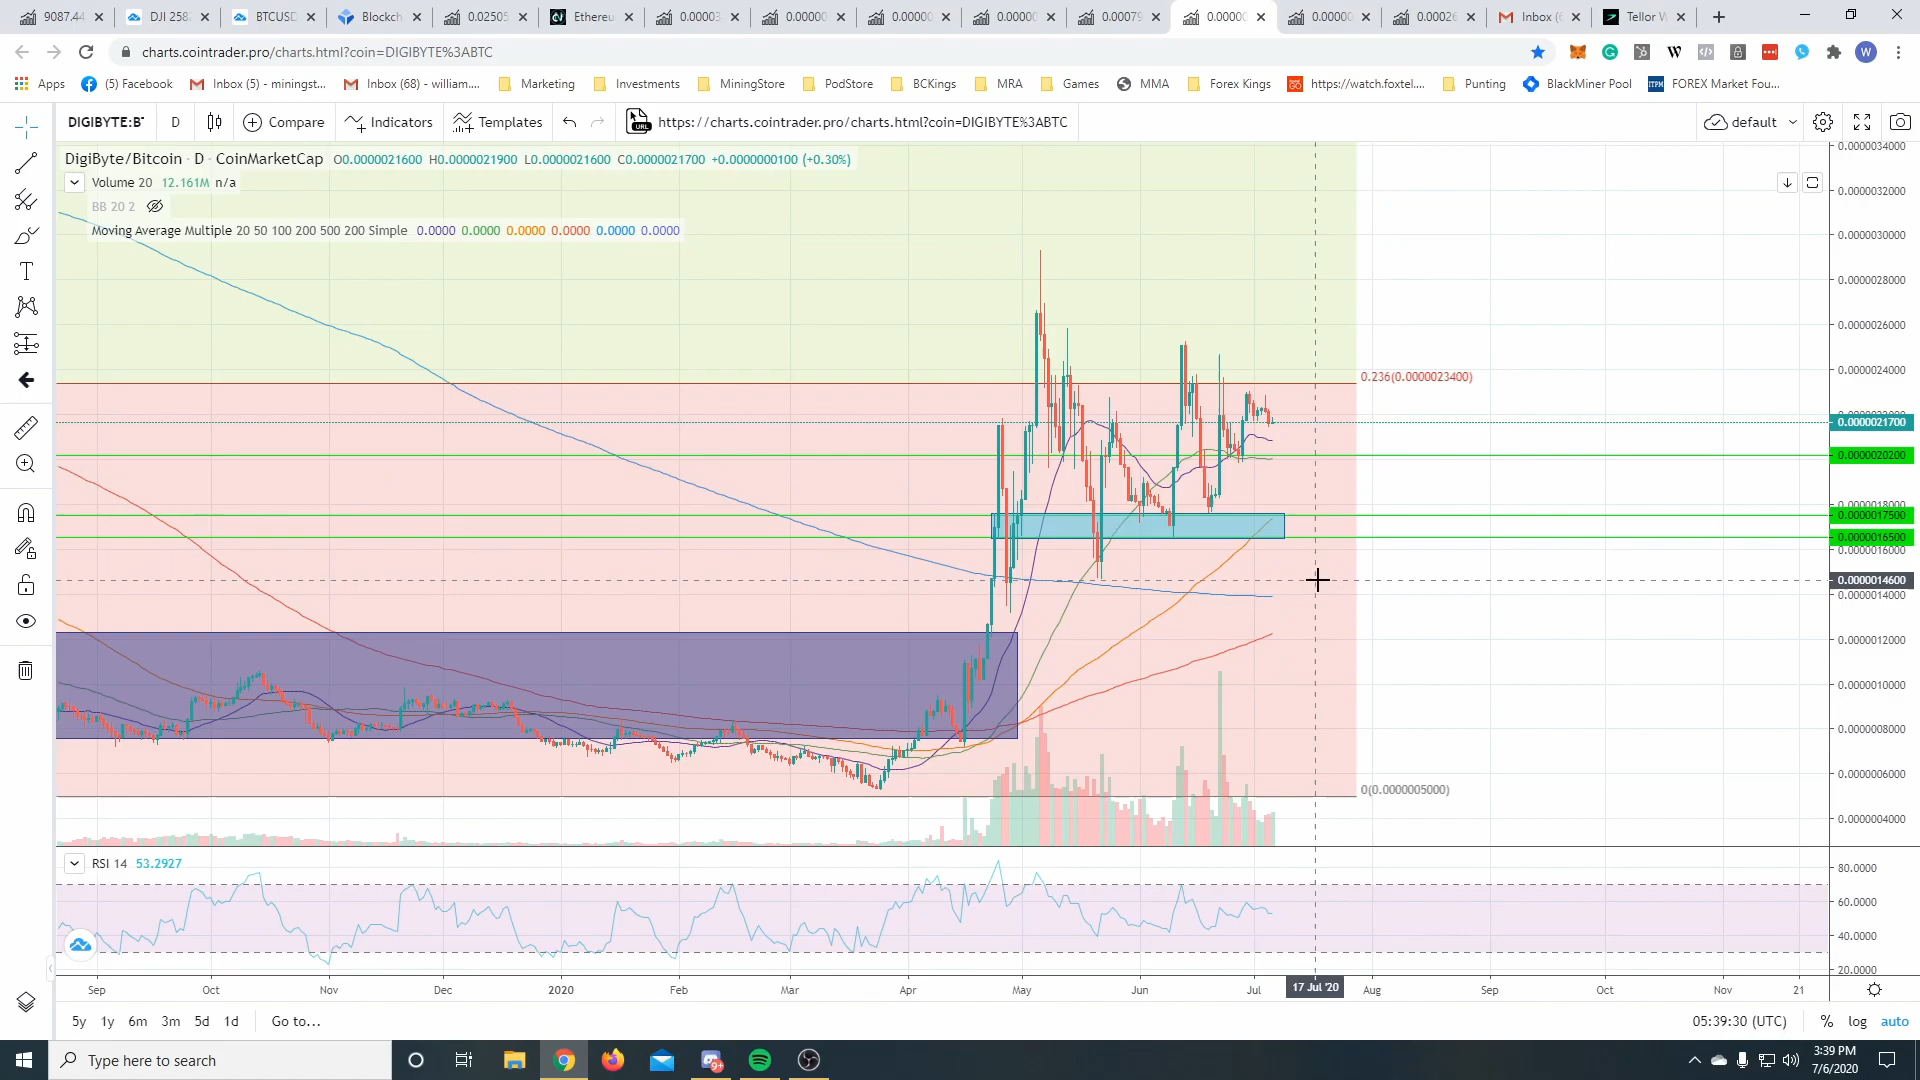 9087.44
DJI 258
BTCUSD
Blockch
0.02505
Ethereu
0.00003
0.0000
0.0000
0.0000
0.00079
0.0000
0.0000
0.00026
Inbox (
Tellor
charts.cointrader.pro/charts.html?coin=DIGIBYTE%3ABTC
W
Apps
(5) Facebook
Inbox (5) - miningst...
Inbox (68) - william....
Marketing
Investments
MiningStore
PodStore
BCKings
MRA
Games
MMA
Forex Kings
https://watch.foxtel....
Punting
BlackMiner Pool
FOREX Market Fou...
DIGIBYTE:B
D
Compare
Indicators
Templates
https://charts.cointrader.pro/charts.html?coin=DIGIBYTE%3ABTC
default
DigiByte/Bitcoin · D · CoinMarketCap O0.0000021600 H0.0000021900 L0.0000021600 C0.0000021700 +0.0000000100 (+0.30%)
Volume 20 12.161M n/a
BB 20 2
Moving Average Multiple 20 50 100 200 500 200 Simple 0.0000 0.0000 0.0000 0.0000 0.0000 0.0000
0.0000034000
0.0000032000
0.0000030000
0.0000028000
0.0000026000
0.0000024000
0.236(0.0000023400)
0.0000021700
0.0000020200
0.0000018000
0.0000017500
0.0000016500
0.0000016000
0.0000014600
0.0000014000
0.0000012000
0.0000010000
0.0000008000
0.0000006000
0(0.0000005000)
0.0000004000
RSI 14 53.2927
80.0000
60.0000
40.0000
20.0000
Sep Oct Nov Dec 2020 Feb Mar Apr May Jun Jul 17 Jul '20 Aug Sep Oct Nov 21
5y 1y 6m 3m 5d 1d Go to... 05:39:30 (UTC) % log auto
Type here to search
9+
3:39 PM
7/6/2020